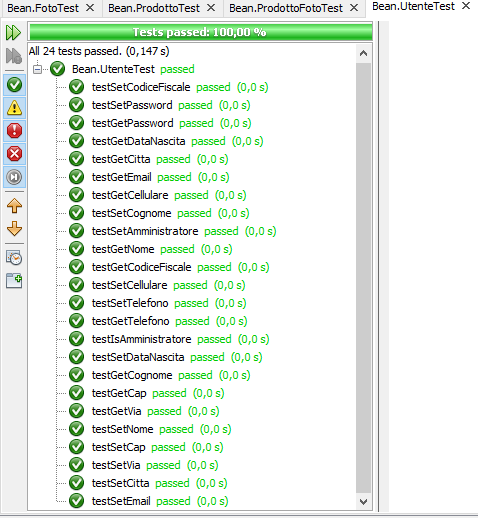 Bean.FotoTest × Bean.ProdottoTest × Bean.ProdottoFotoTest × Bean.UtenteTest ×
Tests passed: 100,00 %
All 24 tests passed. (0,147 s)
Bean.UtenteTest passed
testSetCodiceFiscale passed (0,0 s)
testSetPassword passed (0,0 s)
testGetPassword passed (0,0 s)
testGetDataNascita passed (0,0 s)
testGetCitta passed (0,0 s)
testGetEmail passed (0,0 s)
testGetCellulare passed (0,0 s)
testSetCognome passed (0,0 s)
testSetAmministratore passed (0,0 s)
testGetNome passed (0,0 s)
testGetCodiceFiscale passed (0,0 s)
testSetCellulare passed (0,0 s)
testSetTelefono passed (0,0 s)
testGetTelefono passed (0,0 s)
testIsAmministratore passed (0,0 s)
testSetDataNascita passed (0,0 s)
testGetCognome passed (0,0 s)
testGetCap passed (0,0 s)
testGetVia passed (0,0 s)
testSetNome passed (0,0 s)
testSetCap passed (0,0 s)
testSetVia passed (0,0 s)
testSetCitta passed (0,0 s)
testSetEmail passed (0,0 s)